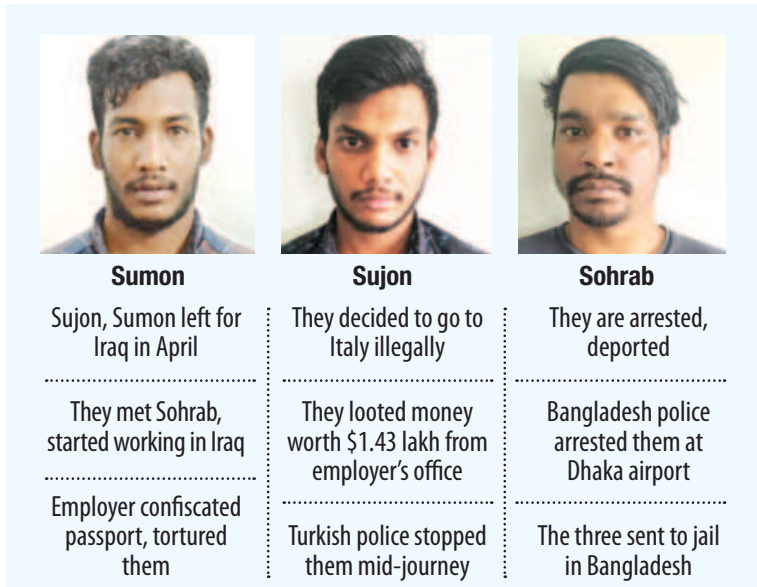 Sumon
Sujon, Sumon left for
Iraq in April
They met Sohrab,
started working in Iraq
Employer confiscated
passport, tortured
them
Sujon
They decided to go to
Italy illegally
They looted money
worth $1.43 lakh from
employer's office
Turkish police stopped
them mid-journey
Sohrab
They are arrested,
deported
Bangladesh police
arrested them at
Dhaka airport
The three sent to jail
in Bangladesh